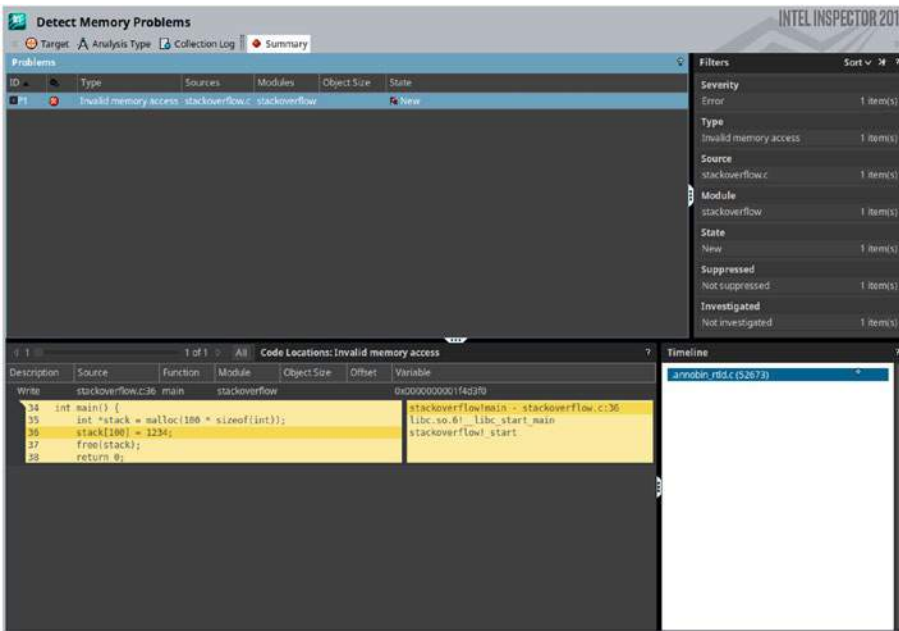 Detect Memory Problems
INTEL INSPECTOR 201
Target Analysis Type Collection Log Summary
Problems
ID Type Sources Modules Object Size State
P1 Invalid memory access stackoverflow.c stackoverflow New
Filters Sort ?
Severity
Error 1 item(s)
Type
Invalid memory access 1 item(s)
Source
stackoverflow.c 1 item(s)
Module
stackoverflow 1 item(s)
State
New 1 item(s)
Suppressed
Not suppressed 1 item(s)
Investigated
Not investigated 1 item(s)
1 1 of 1 All Code Locations: Invalid memory access ?
Description Source Function Module Object Size Offset Variable
Write stackoverflow.c:36 main stackoverflow 0x0000000001f4d3f0
34 int main() {
35 int *stack = malloc(100 * sizeof(int));
36 stack[100] = 1234;
37 free(stack);
38 return 0;
stackoverflow!main - stackoverflow.c:36
libc.so.6!__libc_start_main
stackoverflow!_start
Timeline ?
annobin_rtld.c (52673)